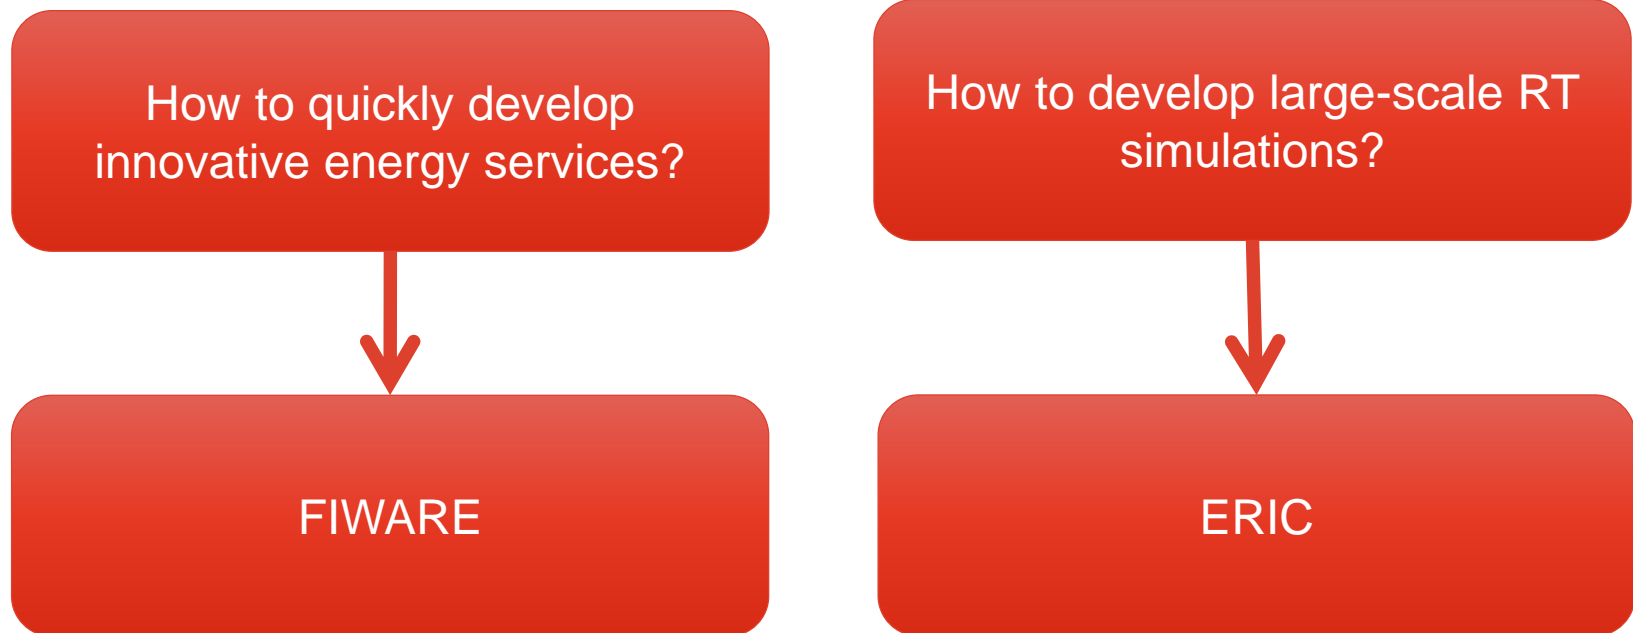 How to quickly develop
innovative energy services?
How to develop large-scale RT
simulations?
FIWARE
ERIC